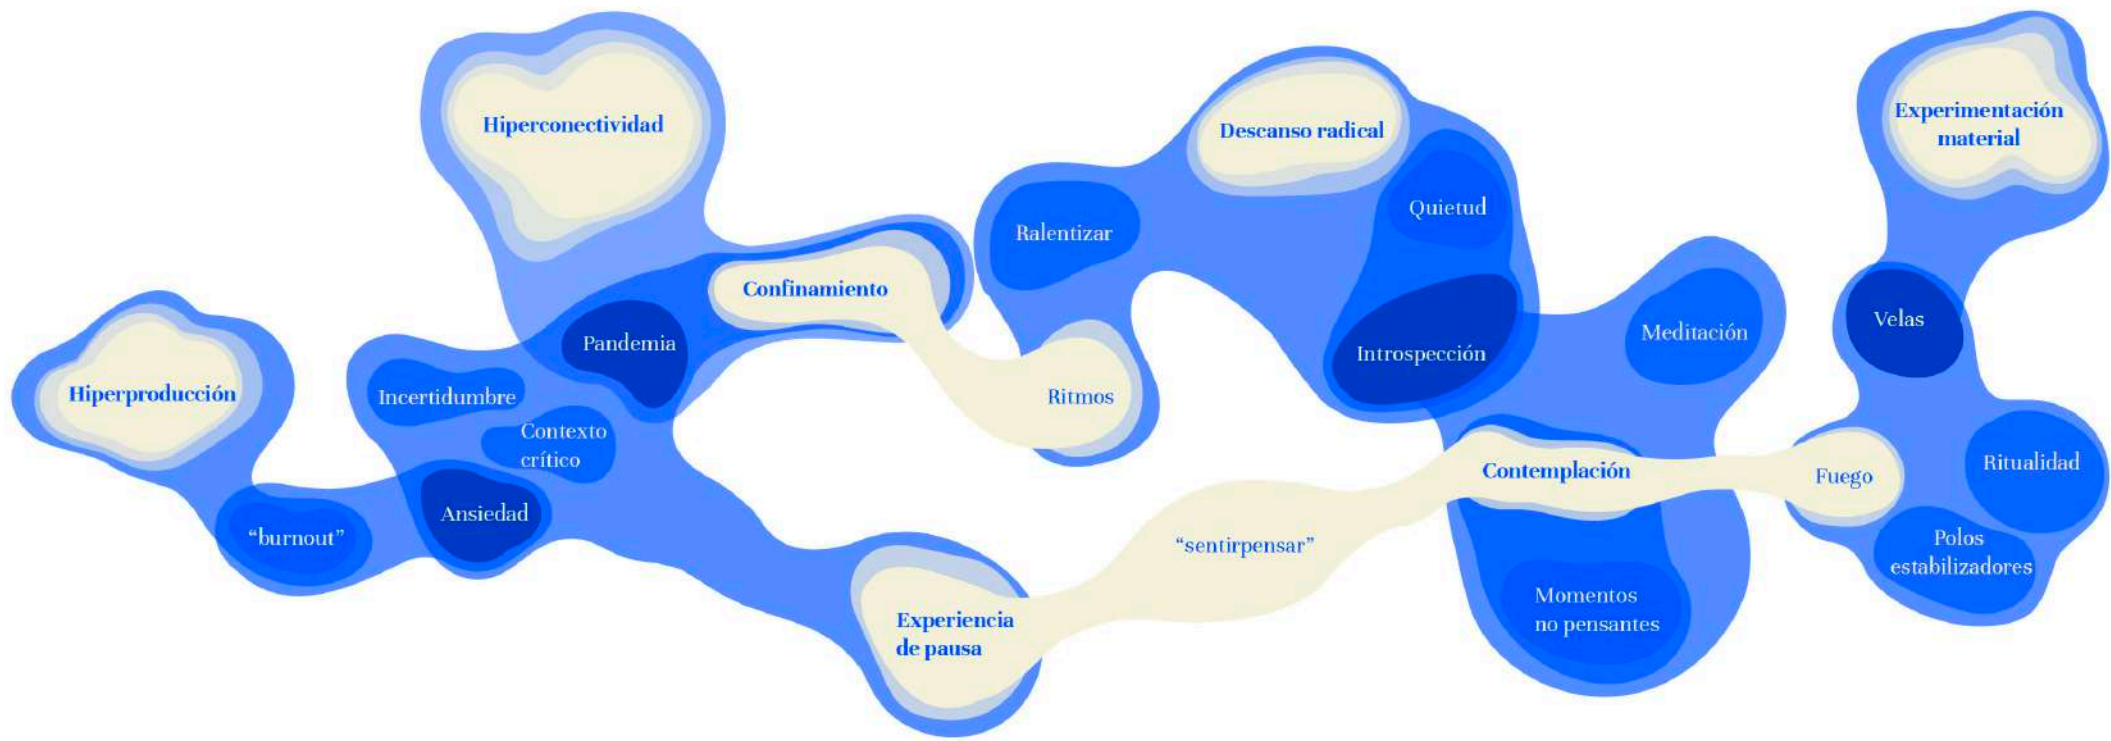 Hiperconectividad
Descanso radical
Experimentación
material
Quietud
Ralentizar
Confinamiento
Velas
Meditación
Pandemia
Introspección
Hiperproducción
Incertidumbre
Ritmos
Contexto
crítico
Contemplación
Fuego
Ritualidad
Ansiedad
“burnout”
“sentirpensar”
Polos
estabilizadores
Momentos
no pensantes
Experiencia
de pausa